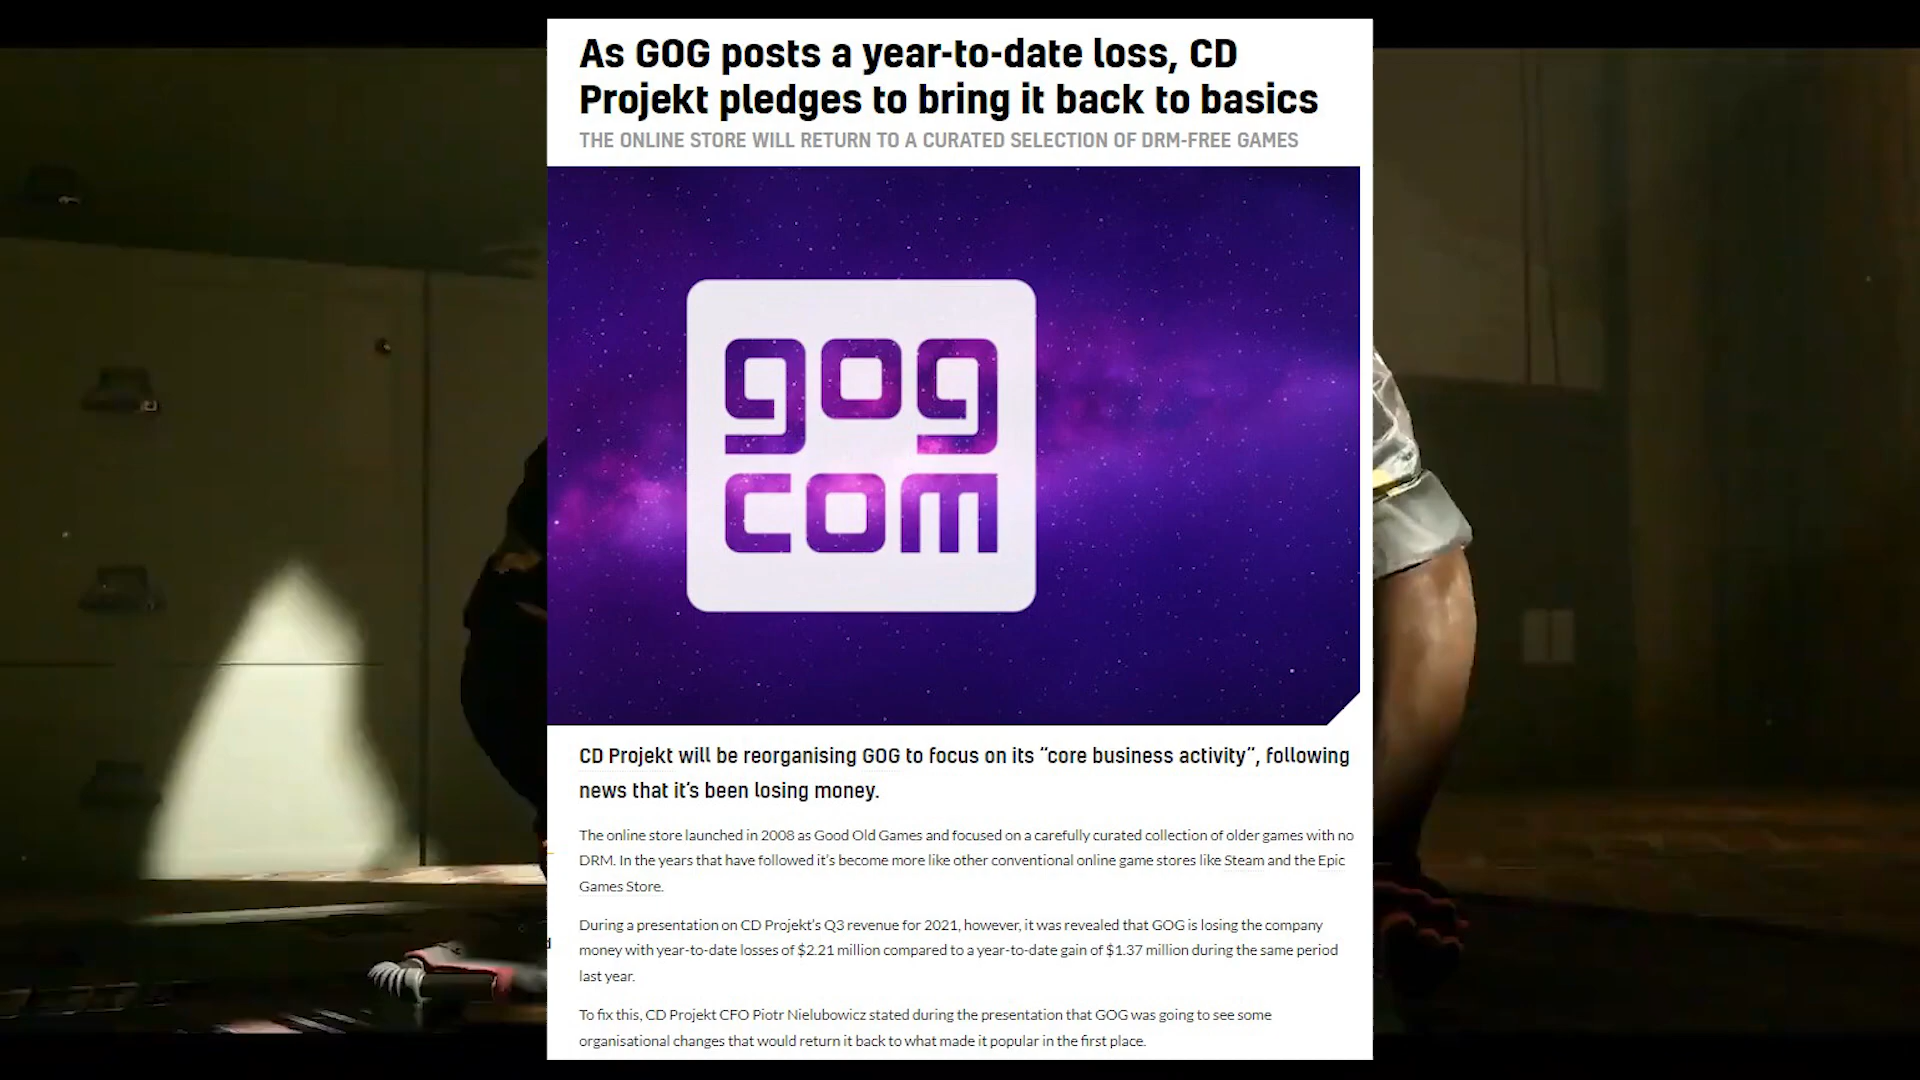 As GOG posts a year-to-date loss, CD
Projekt pledges to bring it back to basics
THE ONLINE STORE WILL RETURN TO A CURATED SELECTION OF DRM-FREE GAMES
gog
com
CD Projekt will be reorganising GOG to focus on its “core business activity”, following
news that it’s been losing money.
The online store launched in 2008 as Good Old Games and focused on a carefully curated collection of older games with no
DRM. In the years that have followed it’s become more like other conventional online game stores like Steam and the Epic
Games Store.
During a presentation on CD Projekt’s Q3 revenue for 2021, however, it was revealed that GOG is losing the company
money with year-to-date losses of $2.21 million compared to a year-to-date gain of $1.37 million during the same period
last year.
To fix this, CD Projekt CFO Piotr Nielubowicz stated during the presentation that GOG was going to see some
organisational changes that would return it back to what made it popular in the first place.